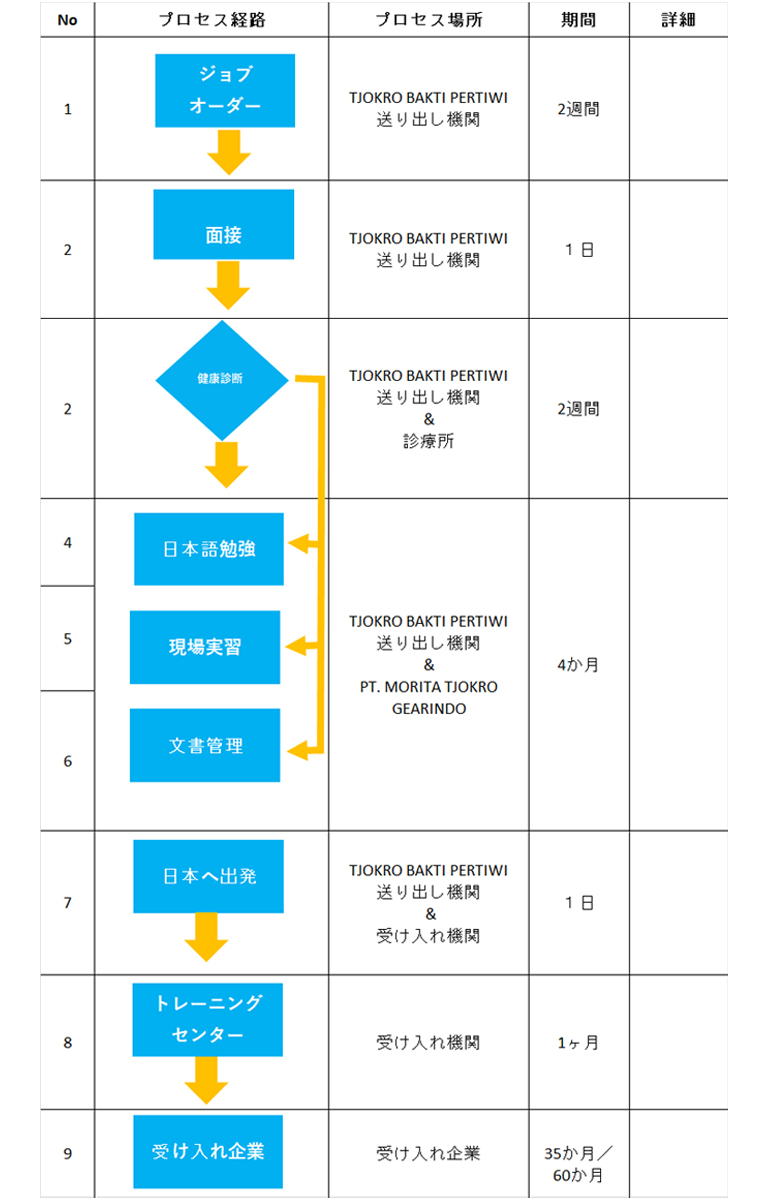 No プロセス経路 プロセス場所 期間 詳細
1
ジョブ
オーダー
TJOKRO BAKTI PERTIWI
送り出し機関
2週間
2
面接
TJOKRO BAKTI PERTIWI
送り出し機関
1 日
2
健康診断
TJOKRO BAKTI PERTIWI
送り出し機関
&
診療所
2週間
4
日本語勉強
5
現場実習
6
文書管理
TJOKRO BAKTI PERTIWI
送り出し機関
&
PT. MORITA TJOKRO
GEARINDO
4か月
7
日本へ出発
TJOKRO BAKTI PERTIWI
送り出し機関
&
受け入れ機関
1 日
8
トレーニング
センター
受け入れ機関
1ヶ月
9
受け入れ企業
受け入れ企業
35か月／
60か月